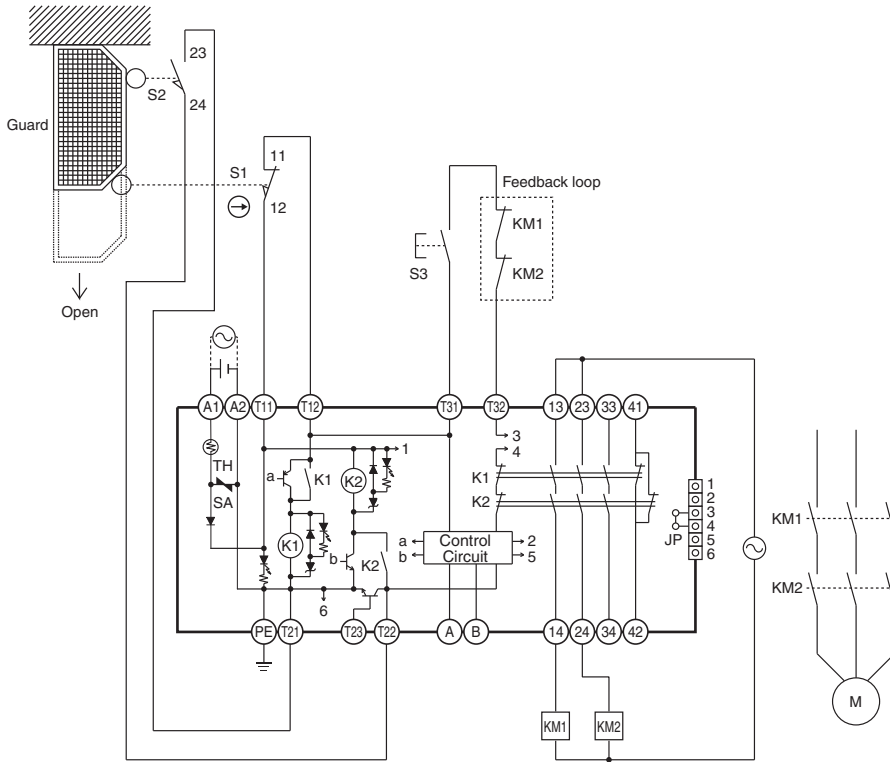 23
S2
24
Guard
11
S1
12
Feedback loop
KM1
S3
KM2
Open
A1 A2 T11 T12 T31 T32 13 23 33 41
1
3
4
TH
a
K1
K2
K1
SA
K2
1
2
3
4
5
6
JP
K1
b
K2
a
b
Control
Circuit
2
5
6
KM1
KM2
PE T21 T23 T22 A B 14 24 34 42
KM1 KM2
M